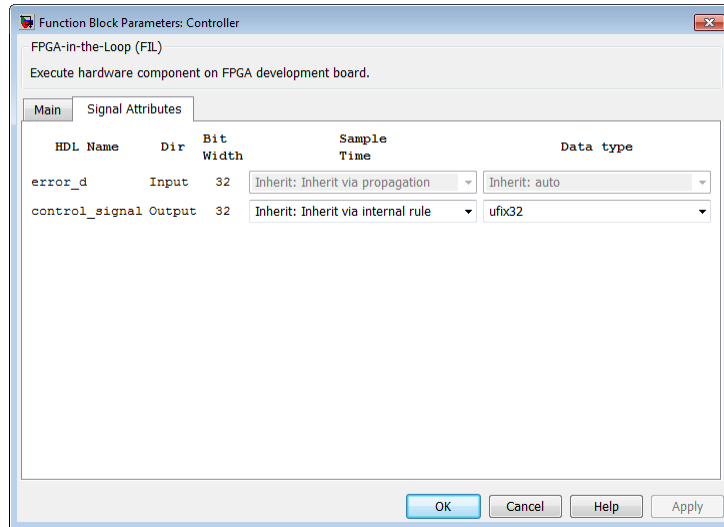 Function Block Parameters: Controller
FPGA-in-the-Loop (FIL)
Execute hardware component on FPGA development board.
Main Signal Attributes
HDL Name Dir Bit Width Sample Time Data type
error_d Input 32 Inherit: Inherit via propagation Inherit: auto
control_signal Output 32 Inherit: Inherit via internal rule ufix32
OK Cancel Help Apply